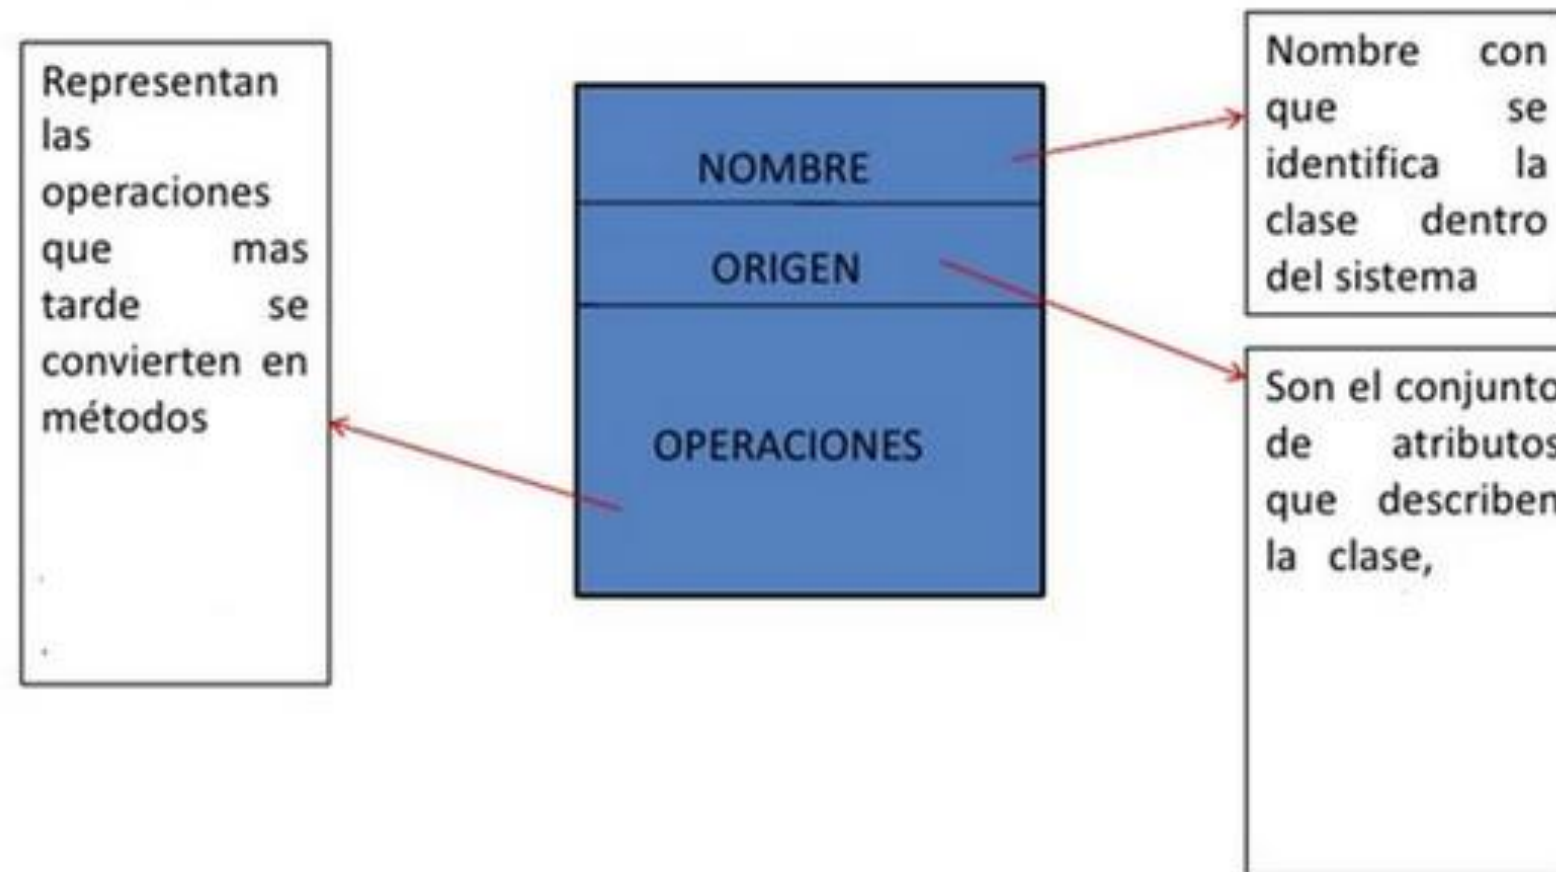 Representan
las
operaciones
que mas
tarde se
convierten en
métodos
NOMBRE
ORIGEN
OPERACIONES
Nombre con
que se
identifica la
clase dentro
del sistema
Son el conjunto
de atributos
que describen
la clase,